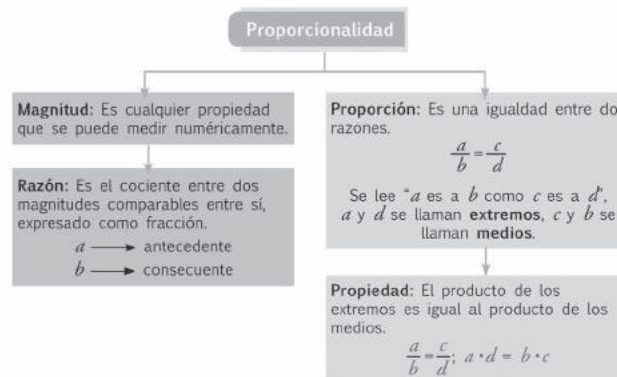 Proporcionalidad
Magnitud: Es cualquier propiedad
que se puede medir numéricamente.
Razón: Es el cociente entre dos
magnitudes comparables entre sí,
expresado como fracción.
a → antecedente
b → consecuente
Proporción: Es una igualdad entre do
razones.
a/b = c/d
Se lee "a es a b como c es a d",
a y d se llaman extremos, c y b se
llaman medios.
Propiedad: El producto de los
extremos es igual al producto de los
medios.
a/b = c/d; a • d = b • c